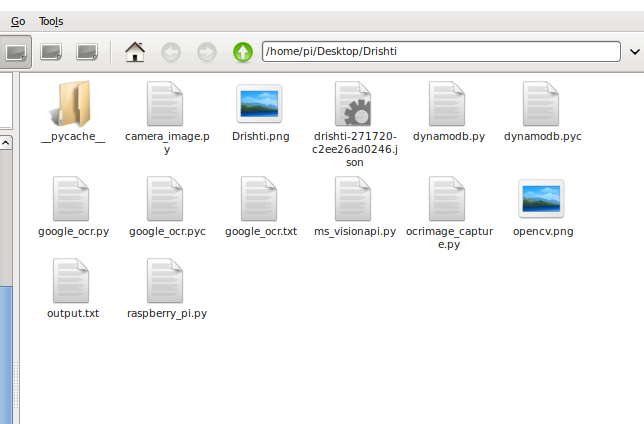 Go Tools
/home/pi/Desktop/Drishti
__pycache__ camera_image.p Drishti.png drishti-271720- dynamodb.py dynamodb.pyc
y c2ee26ad0246.j
son
google_ocr.py google_ocr.pyc google_ocr.txt ms_visionapi.py ocrimage_captur opencv.png
e.py
output.txt raspberry_pi.py